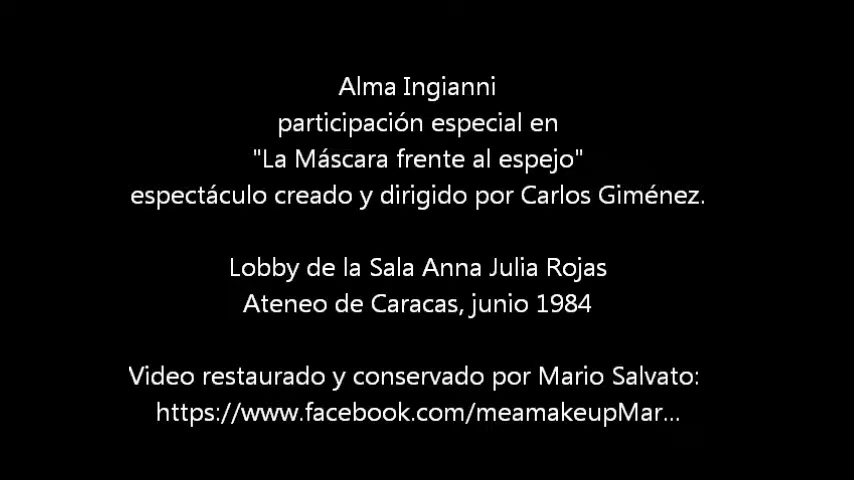 Alma Ingianni
participación especial en
"La Máscara frente al espejo"
espectáculo creado y dirigido por Carlos Giménez.
Lobby de la Sala Anna Julia Rojas
Ateneo de Caracas, junio 1984
Video restaurado y conservado por Mario Salvato:
https://www.facebook.com/meamakeupMar...